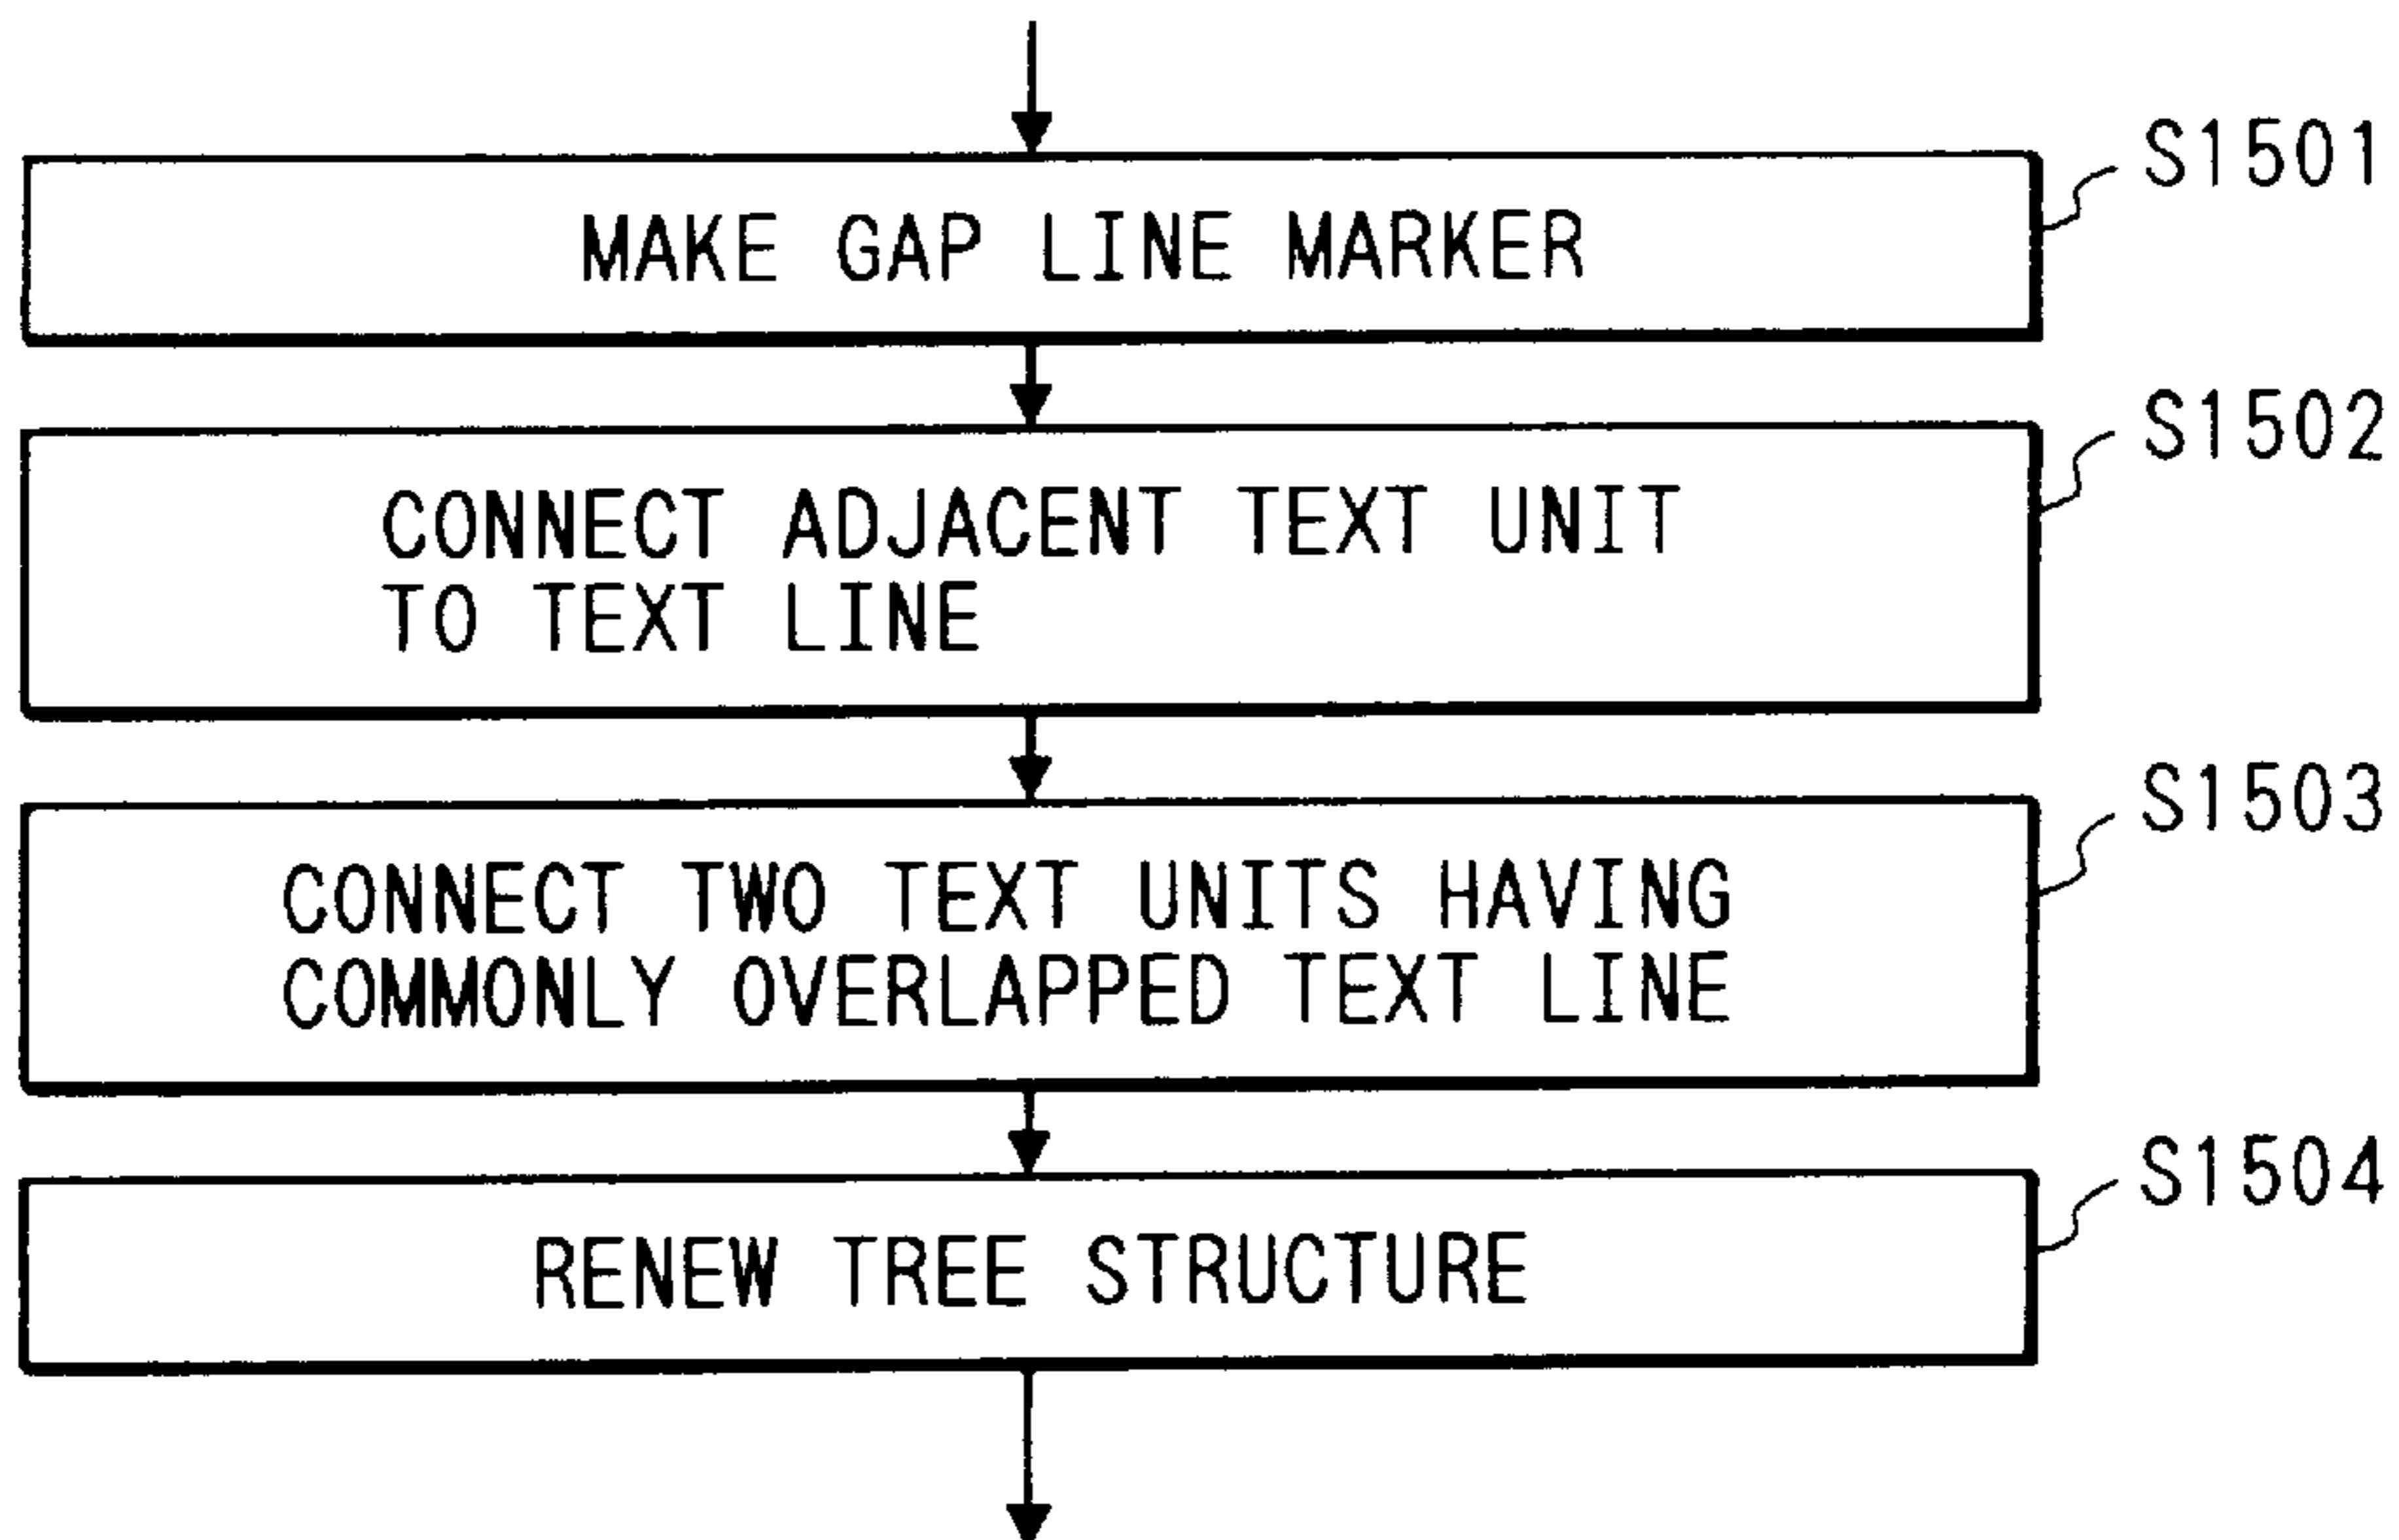 S1501
MAKE GAP LINE MARKER
S1502
CONNECT ADJACENT TEXT UNIT
TO TEXT LINE
S1503
CONNECT TWO TEXT UNITS HAVING
COMMONLY OVERLAPPED TEXT LINE
S1504
RENEW TREE STRUCTURE